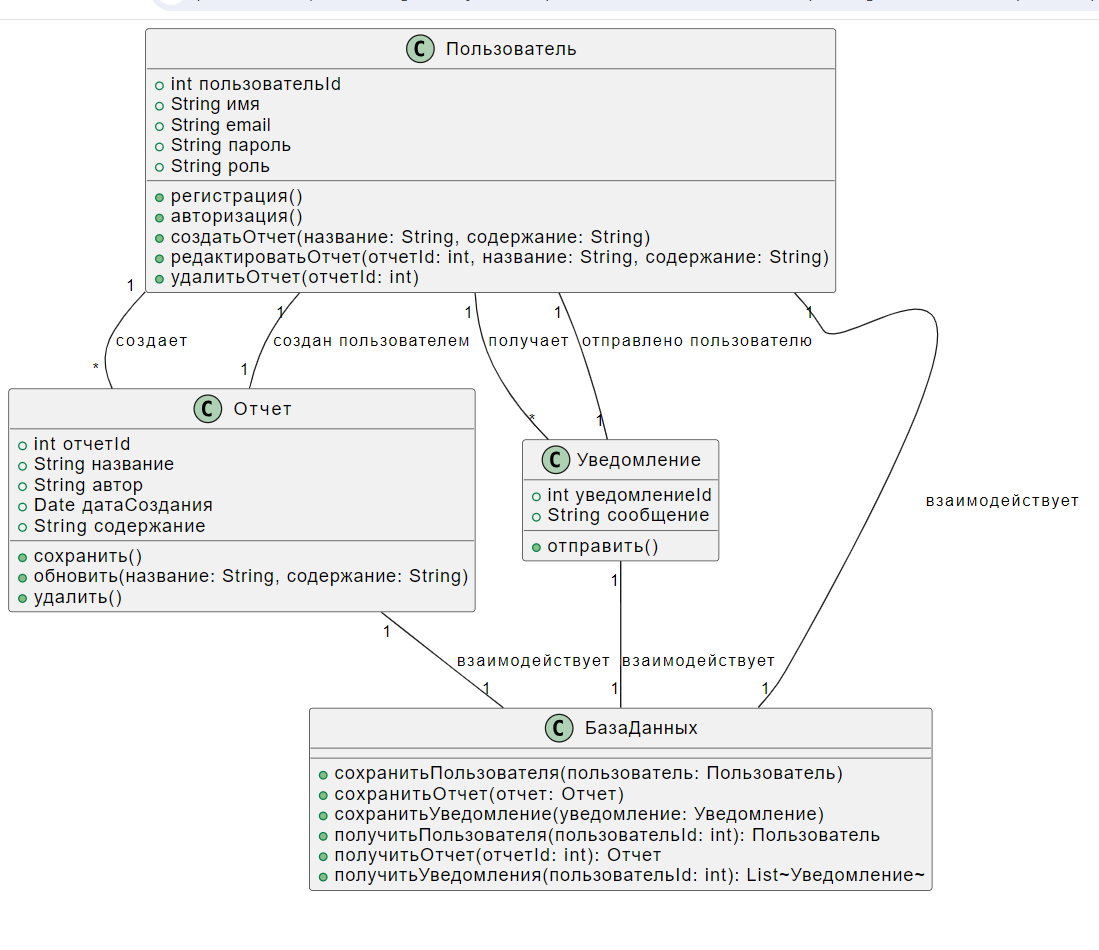 C Пользователь
int пользовательId
String имя
String email
String пароль
String роль
регистрация()
авторизация()
создатьОтчет(название: String, содержание: String)
редактироватьОтчет(отчетId: int, название: String, содержание: String)
удалитьОтчет(отчетId: int)
1
1
1
1
1
создает
создан пользователем
получает
отправлено пользователю
*
1
*
1
C Отчет
int отчетId
String название
String автор
Date датаСоздания
String содержание
сохранить()
обновить(название: String, содержание: String)
удалить()
C Уведомление
int уведомлениеId
String сообщение
отправить()
взаимодействует
1
1
взаимодействует
взаимодействует
1
1
1
C БазаДанных
сохранитьПользователя(пользователь: Пользователь)
сохранитьОтчет(отчет: Отчет)
сохранитьУведомление(уведомление: Уведомление)
получитьПользователя(пользовательId: int): Пользователь
получитьОтчет(отчетId: int): Отчет
получитьУведомления(пользовательId: int): List~Уведомление~